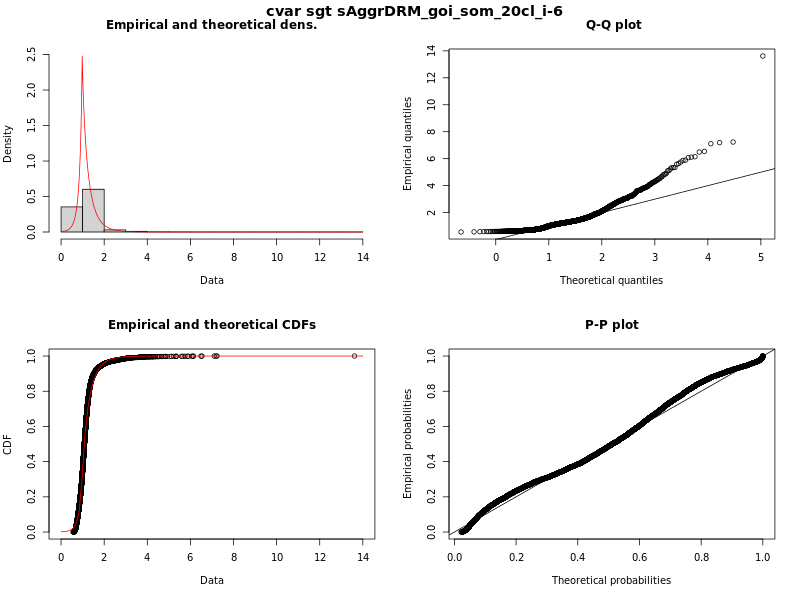 cvar sgt sAggrDRM_goi_som_20cl_i-6
Empirical and theoretical dens.
Density
0.0 0.5 1.0 1.5 2.0 2.5
0 2 4 6 8 10 12 14
Data
Q-Q plot
Empirical quantiles
2 4 6 8 10 12 14
0 1 2 3 4 5
Theoretical quantiles
Empirical and theoretical CDFs
CDF
0.0 0.2 0.4 0.6 0.8 1.0
0 2 4 6 8 10 12 14
Data
P-P plot
Empirical probabilities
0.0 0.2 0.4 0.6 0.8 1.0
0.0 0.2 0.4 0.6 0.8 1.0
Theoretical probabilities